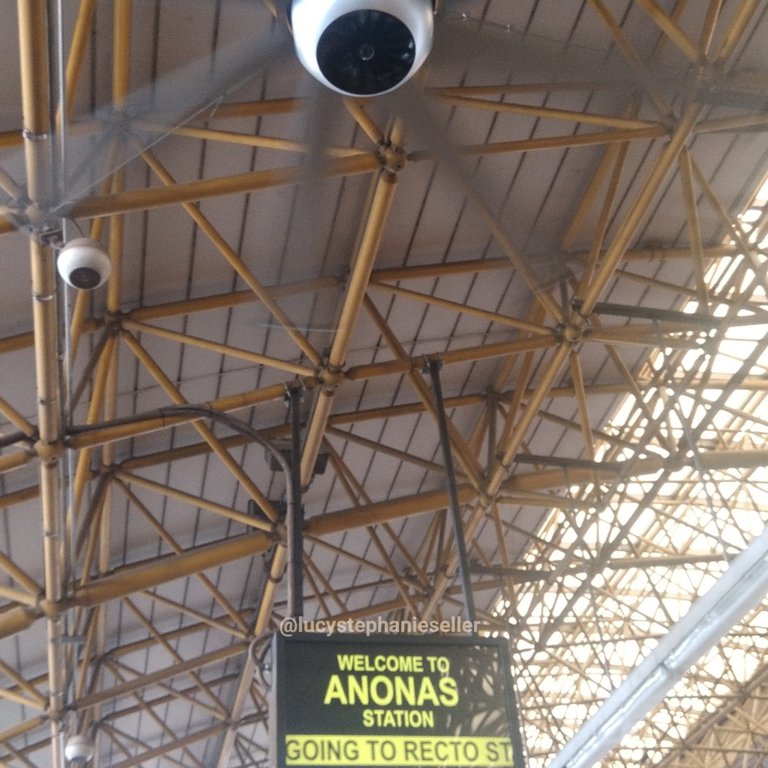 @lucystephanieseller
WELCOME TO
ANONAS
STATION
GOING TO RECTO ST